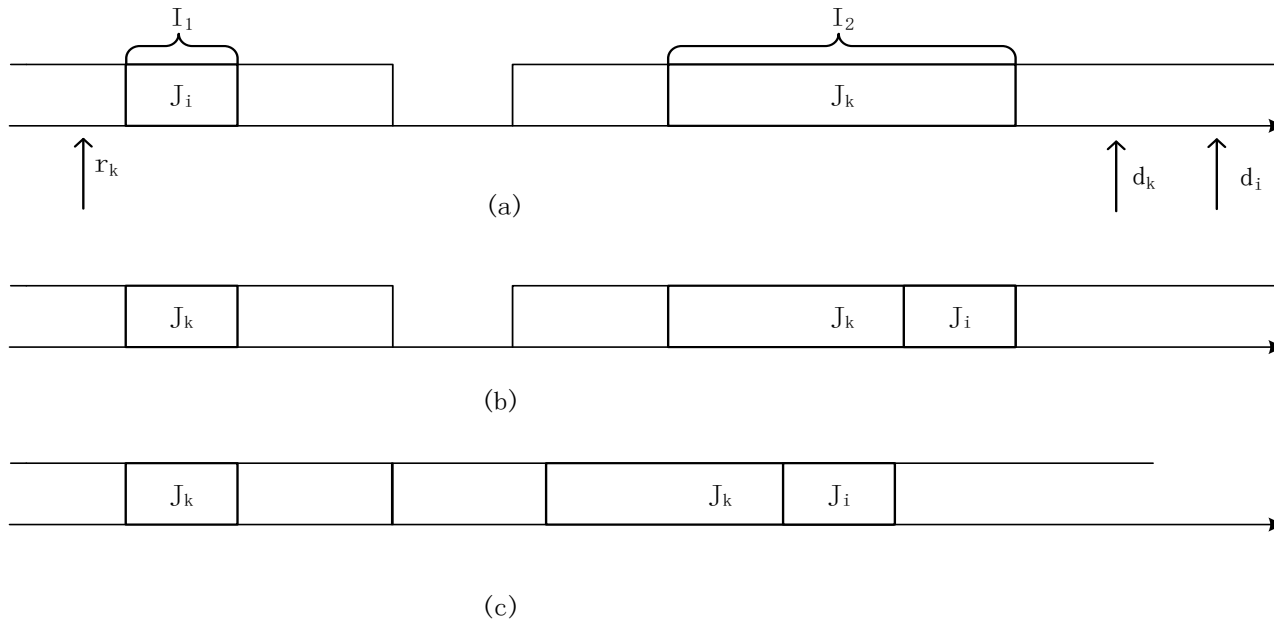 I₁ I₂
Jᵢ Jₖ
rₖ dₖ dᵢ
(a)
Jₖ Jₖ Jᵢ
(b)
Jₖ Jₖ Jᵢ
(c)